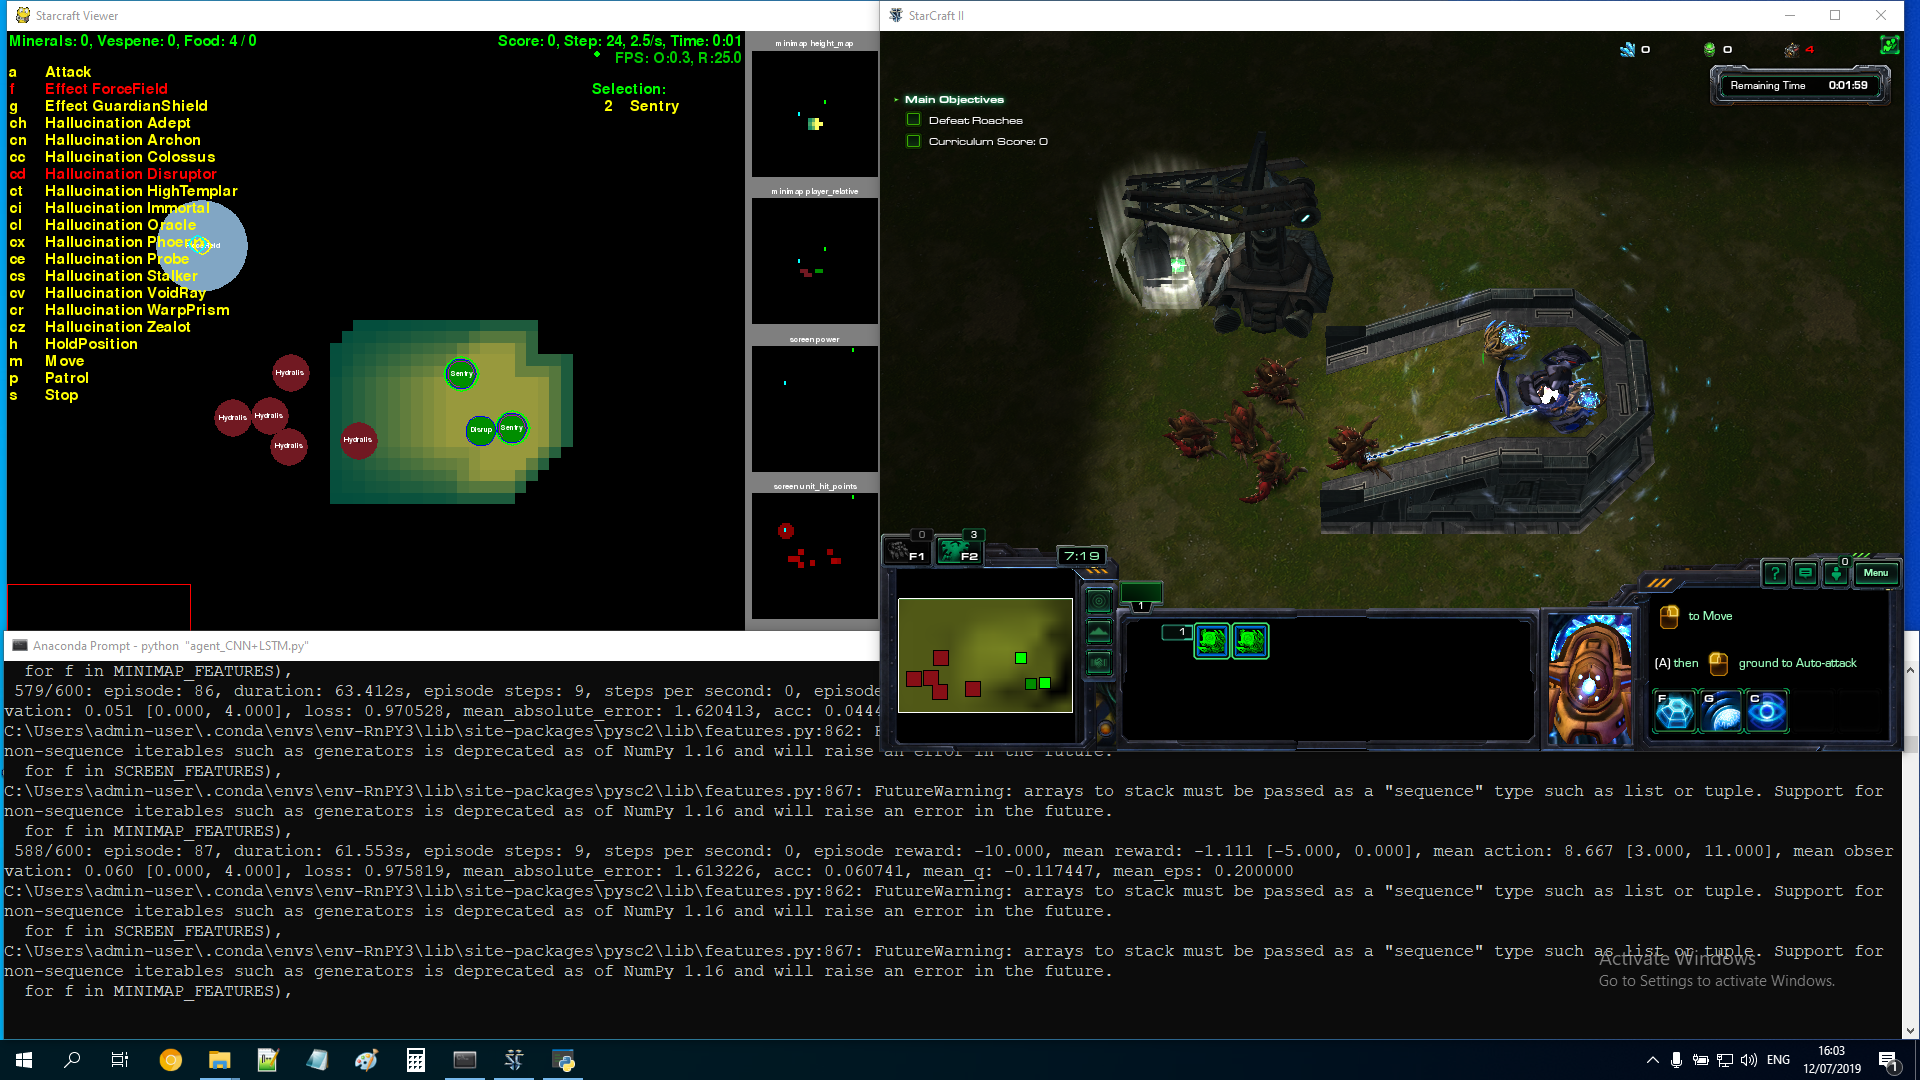 Starcraft Viewer
Minerals: 0, Vespene: 0, Food: 4 / 0
Score: 0, Step: 24, 2.5/s, Time: 0:01
FPS: O:0.3, R:25.0
a Attack
f Effect ForceField
g Effect GuardianShield
ch Hallucination Adept
cn Hallucination Archon
cc Hallucination Colossus
cd Hallucination Disruptor
ct Hallucination HighTemplar
ci Hallucination Immortal
cl Hallucination Oracle
cx Hallucination Phoenix
ce Hallucination Probe
cs Hallucination Stalker
cv Hallucination VoidRay
cr Hallucination WarpPrism
cz Hallucination Zealot
h HoldPosition
m Move
p Patrol
s Stop
Selection:
2 Sentry
Hydralis
Hydralis
Hydralis
Hydralis
Hydralis
Sentry
Disrup
Sentry
minimap height_map
minimap player_relative
screen power
screen unit_hit_points
StarCraft II
0
0
4
Remaining Time 0:01:59
Main Objectives
Defeat Roaches
Curriculum Score: 0
0
F1
3
F2
7:19
1
1
0
Menu
to Move
(A) then ground to Auto-attack
F
G
C
Anaconda Prompt - python "agent_CNN+LSTM.py"
for f in MINIMAP_FEATURES),
579/600: episode: 86, duration: 63.412s, episode steps: 9, steps per second: 0, episode
vation: 0.051 [0.000, 4.000], loss: 0.970528, mean_absolute_error: 1.620413, acc: 0.0444
C:\Users\admin-user\.conda\envs\env-RnPY3\lib\site-packages\pysc2\lib\features.py:862:
non-sequence iterables such as generators is deprecated as of NumPy 1.16 and will raise an error in the future.
for f in SCREEN_FEATURES),
C:\Users\admin-user\.conda\envs\env-RnPY3\lib\site-packages\pysc2\lib\features.py:867: FutureWarning: arrays to stack must be passed as a "sequence" type such as list or tuple. Support for
non-sequence iterables such as generators is deprecated as of NumPy 1.16 and will raise an error in the future.
for f in MINIMAP_FEATURES),
588/600: episode: 87, duration: 61.553s, episode steps: 9, steps per second: 0, episode reward: -10.000, mean reward: -1.111 [-5.000, 0.000], mean action: 8.667 [3.000, 11.000], mean obser
vation: 0.060 [0.000, 4.000], loss: 0.975819, mean_absolute_error: 1.613226, acc: 0.060741, mean_q: -0.117447, mean_eps: 0.200000
C:\Users\admin-user\.conda\envs\env-RnPY3\lib\site-packages\pysc2\lib\features.py:862: FutureWarning: arrays to stack must be passed as a "sequence" type such as list or tuple. Support for
non-sequence iterables such as generators is deprecated as of NumPy 1.16 and will raise an error in the future.
for f in SCREEN_FEATURES),
C:\Users\admin-user\.conda\envs\env-RnPY3\lib\site-packages\pysc2\lib\features.py:867: FutureWarning: arrays to stack must be passed as a "sequence" type such as list or tuple. Support for
non-sequence iterables such as generators is deprecated as of NumPy 1.16 and will raise an error in the future.
for f in MINIMAP_FEATURES),
Activate Windows
Go to Settings to activate Windows.
ENG
16:03
12/07/2019
1